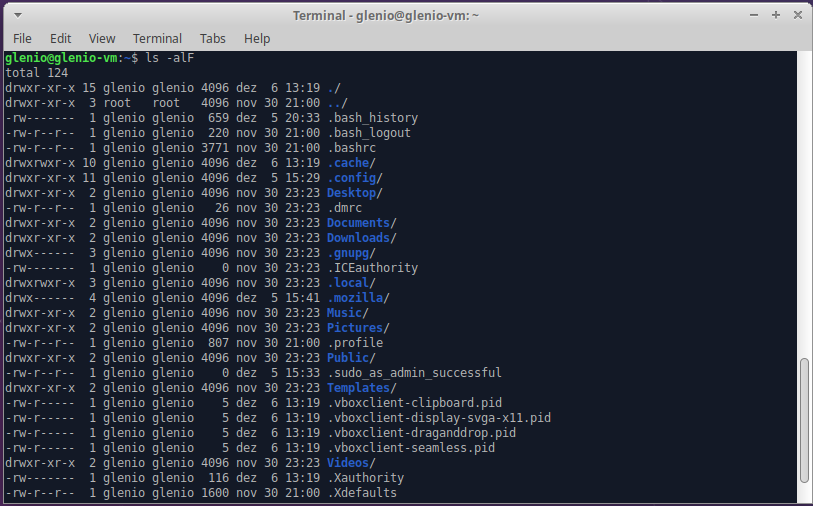 Terminal - glenio@glenio-vm: ~
File Edit View Terminal Tabs Help
glenio@glenio-vm:~$ ls -alF
total 124
drwxr-xr-x 15 glenio glenio 4096 dez  6 13:19 ./
drwxr-xr-x  3 root   root   4096 nov 30 21:00 ../
-rw-------  1 glenio glenio  659 dez  5 20:33 .bash_history
-rw-r--r--  1 glenio glenio  220 nov 30 21:00 .bash_logout
-rw-r--r--  1 glenio glenio 3771 nov 30 21:00 .bashrc
drwxrwxr-x 10 glenio glenio 4096 dez  6 13:19 .cache/
drwxr-xr-x 11 glenio glenio 4096 dez  5 15:29 .config/
drwxr-xr-x  2 glenio glenio 4096 nov 30 23:23 Desktop/
-rw-r--r--  1 glenio glenio   26 nov 30 23:23 .dmrc
drwxr-xr-x  2 glenio glenio 4096 nov 30 23:23 Documents/
drwxr-xr-x  2 glenio glenio 4096 nov 30 23:23 Downloads/
drwx------  3 glenio glenio 4096 nov 30 23:23 .gnupg/
-rw-------  1 glenio glenio    0 nov 30 23:23 .ICEauthority
drwxrwxr-x  3 glenio glenio 4096 nov 30 23:23 .local/
drwx------  4 glenio glenio 4096 dez  5 15:41 .mozilla/
drwxr-xr-x  2 glenio glenio 4096 nov 30 23:23 Music/
drwxr-xr-x  2 glenio glenio 4096 nov 30 23:23 Pictures/
-rw-r--r--  1 glenio glenio  807 nov 30 21:00 .profile
drwxr-xr-x  2 glenio glenio 4096 nov 30 23:23 Public/
-rw-r--r--  1 glenio glenio    0 dez  5 15:33 .sudo_as_admin_successful
drwxr-xr-x  2 glenio glenio 4096 nov 30 23:23 Templates/
-rw-r-----  1 glenio glenio    5 dez  6 13:19 .vboxclient-clipboard.pid
-rw-r-----  1 glenio glenio    5 dez  6 13:19 .vboxclient-display-svga-x11.pid
-rw-r-----  1 glenio glenio    5 dez  6 13:19 .vboxclient-draganddrop.pid
-rw-r-----  1 glenio glenio    5 dez  6 13:19 .vboxclient-seamless.pid
drwxr-xr-x  2 glenio glenio 4096 nov 30 23:23 Videos/
-rw-------  1 glenio glenio  116 dez  6 13:19 .Xauthority
-rw-r--r--  1 glenio glenio 1600 nov 30 21:00 .Xdefaults